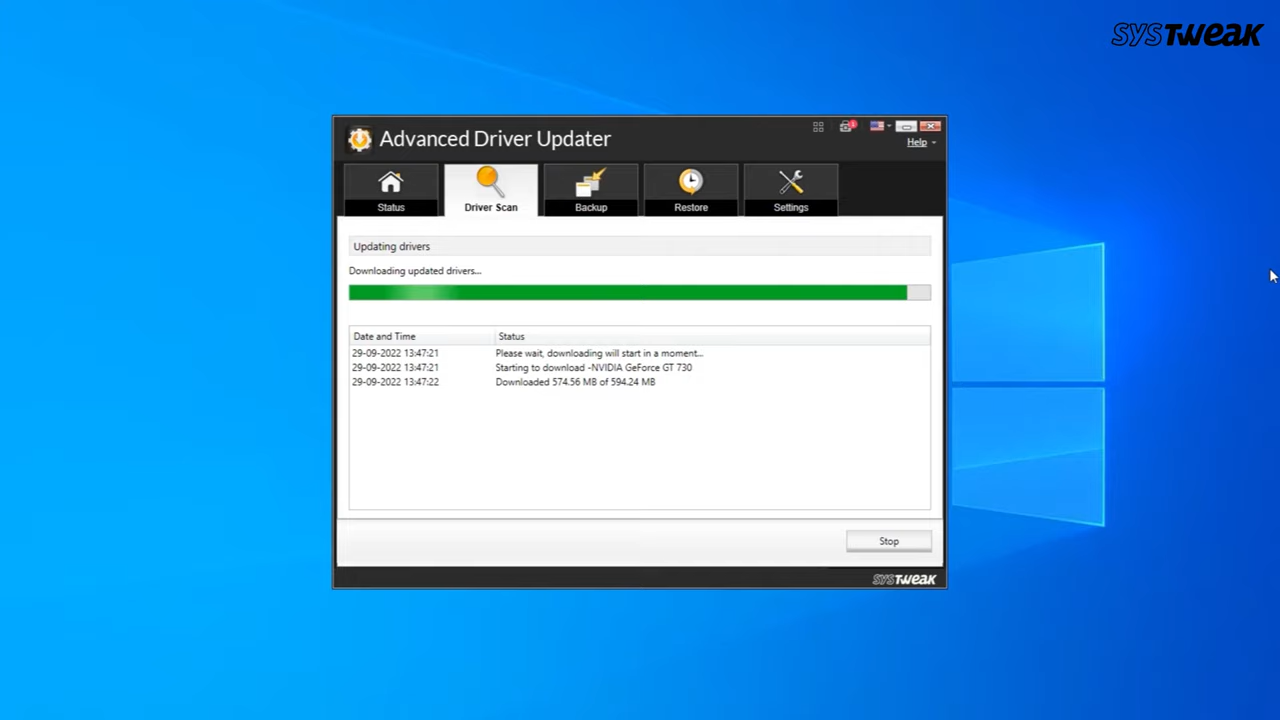 SYSTWEAK
Advanced Driver Updater
1
Help
Status
Driver Scan
Backup
Restore
Settings
Updating drivers
Downloading updated drivers...
Date and Time Status
29-09-2022 13:47:21 Please wait, downloading will start in a moment...
29-09-2022 13:47:21 Starting to download -NVIDIA GeForce GT 730
29-09-2022 13:47:22 Downloaded 574.56 MB of 594.24 MB
Stop
SYSTWEAK